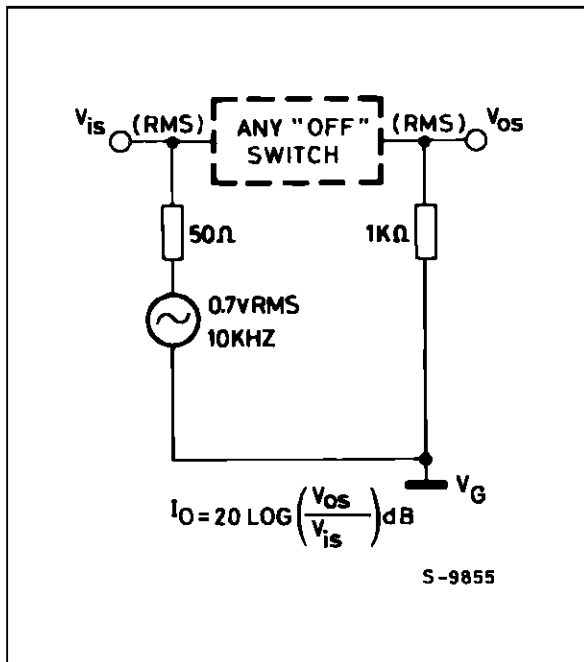 Vis (RMS) ANY "OFF" SWITCH (RMS) Vos
50Ω
1KΩ
0.7VRMS
10KHZ
VG
IO = 20 LOG (Vos / Vis) dB
S-9855